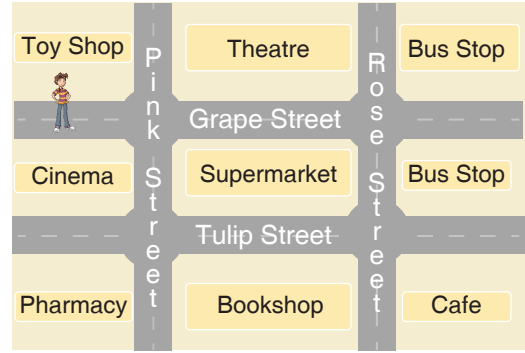 Toy Shop
Theatre
Bus Stop
Pink Street
Rose Street
Grape Street
Cinema
Supermarket
Bus Stop
Tulip Street
Pharmacy
Bookshop
Cafe